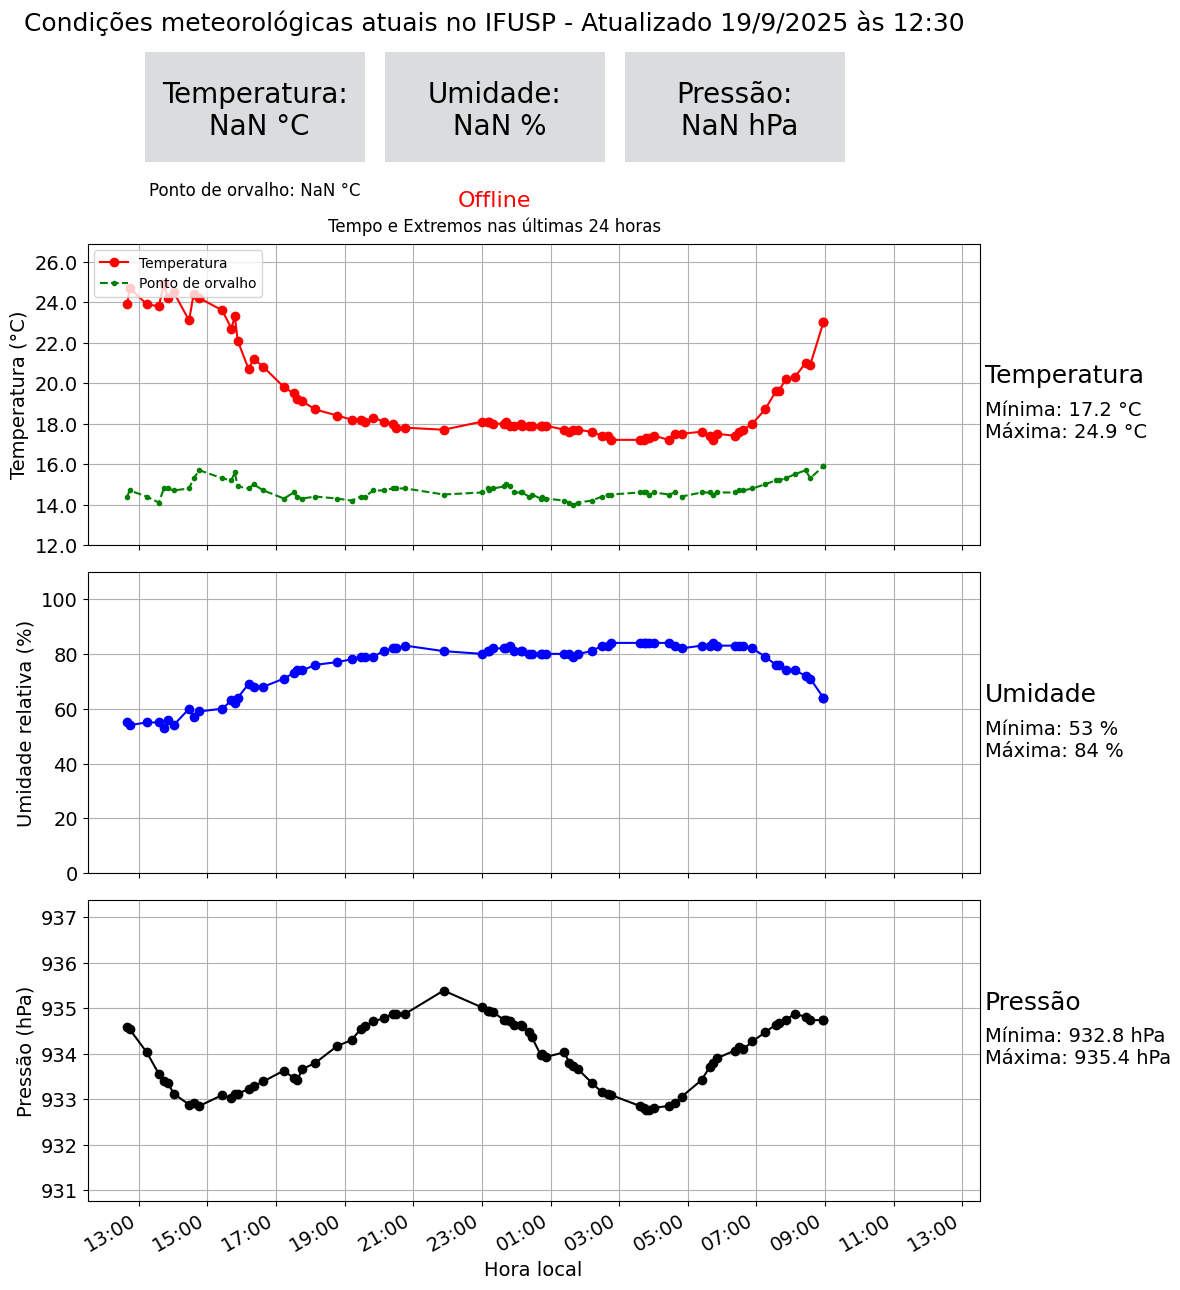 Condições meteorológicas atuais no IFUSP - Atualizado 19/9/2025 às 12:30
Temperatura:
NaN °C
Umidade:
NaN %
Pressão:
NaN hPa
Ponto de orvalho: NaN °C
Offline
Tempo e Extremos nas últimas 24 horas
Temperatura
Ponto de orvalho
Temperatura (°C)
26.0
24.0
22.0
20.0
18.0
16.0
14.0
12.0
Temperatura
Mínima: 17.2 °C
Máxima: 24.9 °C
Umidade relativa (%)
100
80
60
40
20
0
Umidade
Mínima: 53 %
Máxima: 84 %
Pressão (hPa)
937
936
935
934
933
932
931
Pressão
Mínima: 932.8 hPa
Máxima: 935.4 hPa
13:00
15:00
17:00
19:00
21:00
23:00
01:00
03:00
05:00
07:00
09:00
11:00
13:00
Hora local